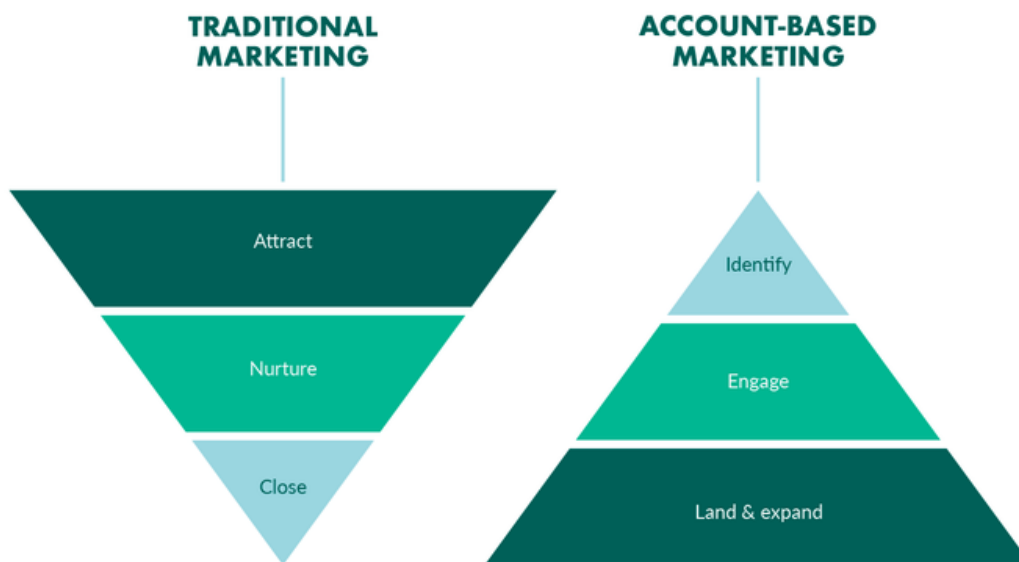 TRADITIONAL
MARKETING
Attract
Nurture
Close
ACCOUNT-BASED
MARKETING
Identify
Engage
Land & expand